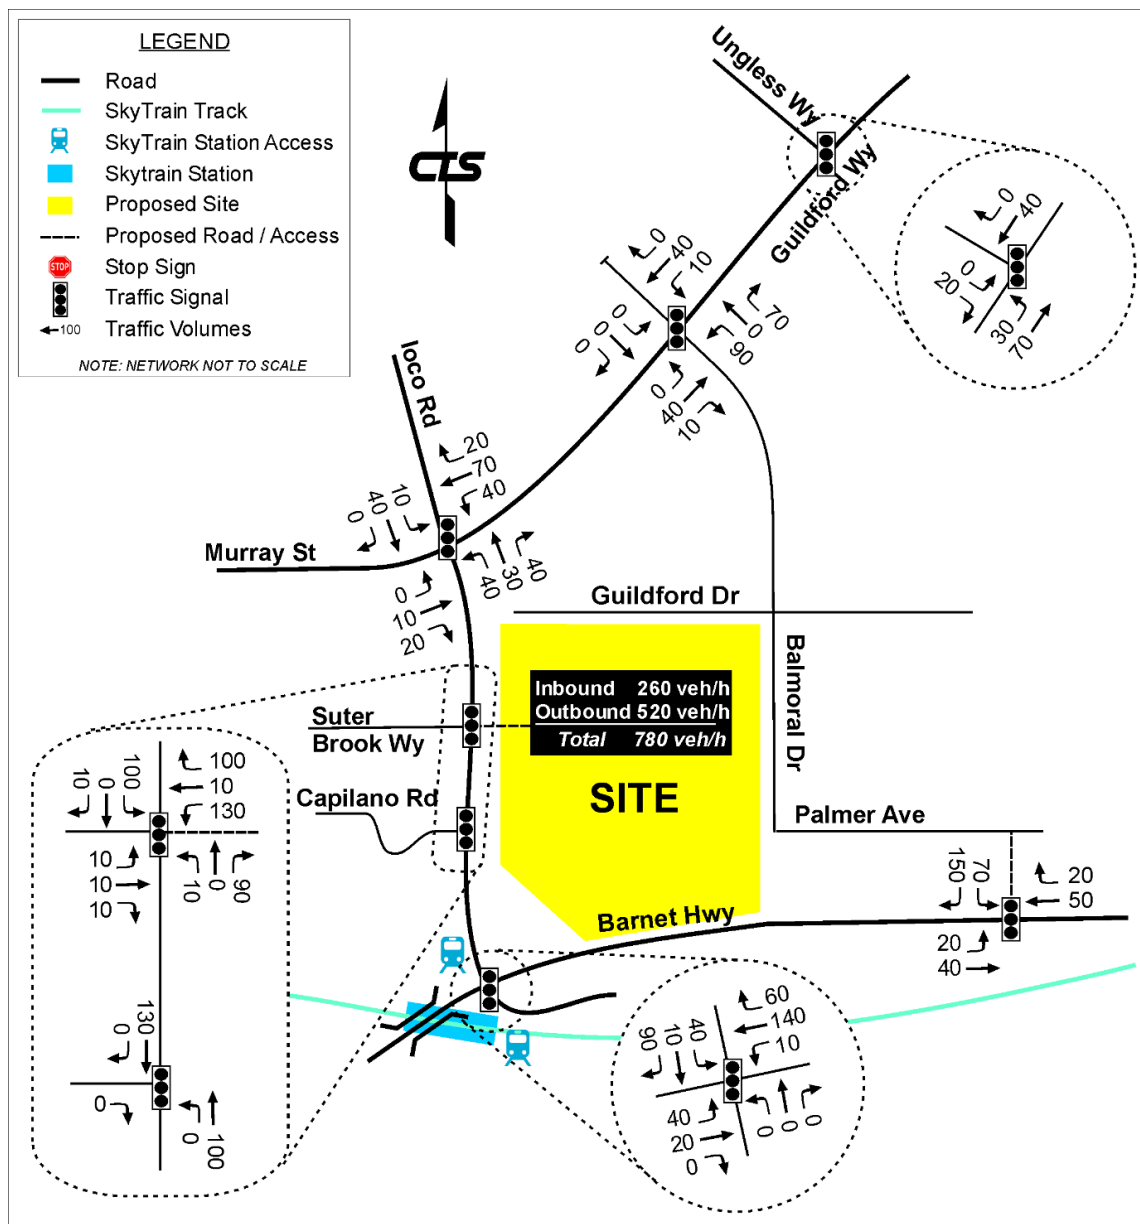 LEGEND
Road
SkyTrain Track
SkyTrain Station Access
Skytrain Station
Proposed Site
Proposed Road / Access
STOP
Stop Sign
Traffic Signal
100
Traffic Volumes
NOTE: NETWORK NOT TO SCALE
CTS
Ungless Wy
Guildford Wy
0
40
0
20
30
70
0
40
10
0
0
0
70
0
90
0
40
10
Ioco Rd
20
70
40
10
40
0
Murray St
40
30
40
0
10
20
Guildford Dr
Balmoral Dr
Inbound 260 veh/h
Outbound 520 veh/h
Total 780 veh/h
SITE
Suter
Brook Wy
Capilano Rd
Palmer Ave
Barnet Hwy
150
70
20
50
20
40
10
0
100
100
10
130
10
10
10
10
0
90
0
130
0
0
100
90
10
40
60
140
10
40
20
0
0
0
0